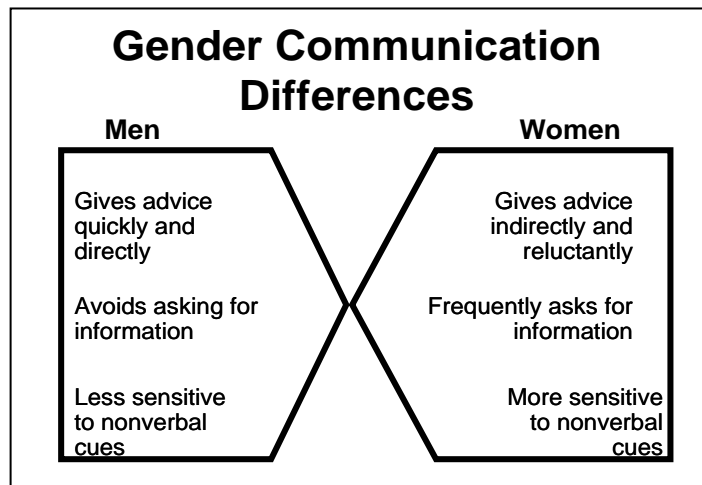 Gender Communication
Differences
Men
Women
Gives advice
quickly and
directly
Gives advice
indirectly and
reluctantly
Avoids asking for
information
Frequently asks for
information
Less sensitive
to nonverbal
cues
More sensitive
to nonverbal
cues